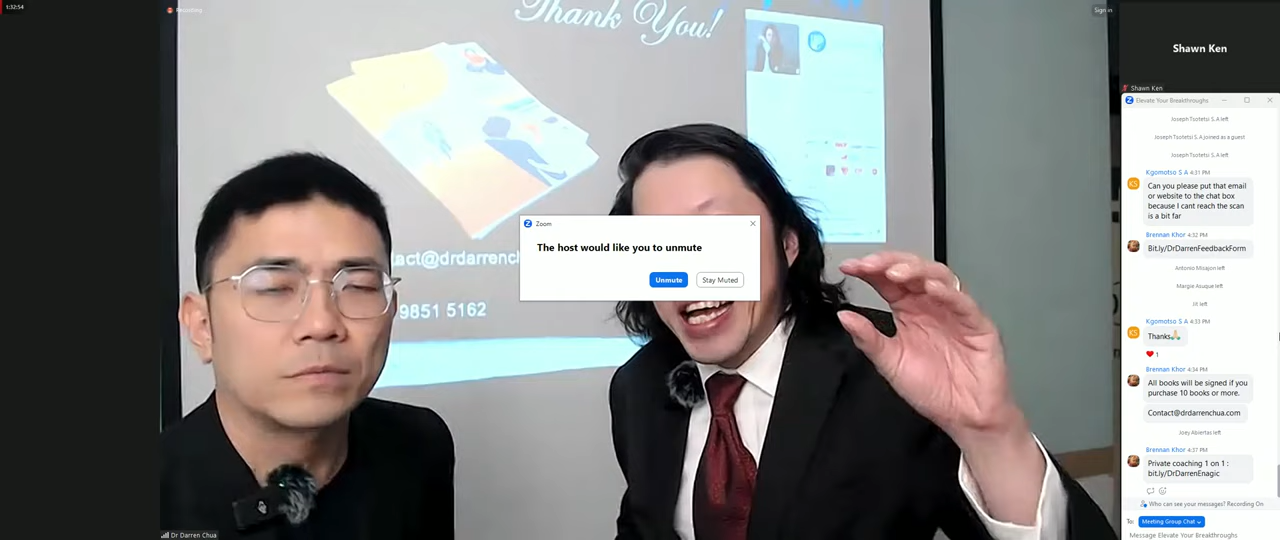 1:32:54
Recording
Sign in
Thank You!
Shawn Ken
Shawn Ken
Elevate Your Breakthroughs
Joseph Tsotetsi S. A left
Joseph Tsotetsi S. A joined as a guest
Joseph Tsotetsi S. A left
KS
Kgomotso S A 4:31 PM
Can you please put that email
or website to the chat box
because I cant reach the scan
is a bit far
Brennan Khor 4:32 PM
Bit.ly/DrDarrenFeedbackForm
Antonio Misajon left
Margie Asuque left
Jit left
KS
Kgomotso S A 4:33 PM
Thanks🙏
❤️ 1
Brennan Khor 4:34 PM
All books will be signed if you
purchase 10 books or more.
Contact@drdarrenchua.com
Joey Abiertas left
Brennan Khor 4:37 PM
Private coaching 1 on 1 :
bit.ly/DrDarrenEnagic
Who can see your messages? Recording On
To: Meeting Group Chat
Message Elevate Your Breakthroughs
Zoom
The host would like you to unmute
Unmute
Stay Muted
tact@drdarrench
9851 5162
Dr Darren Chua